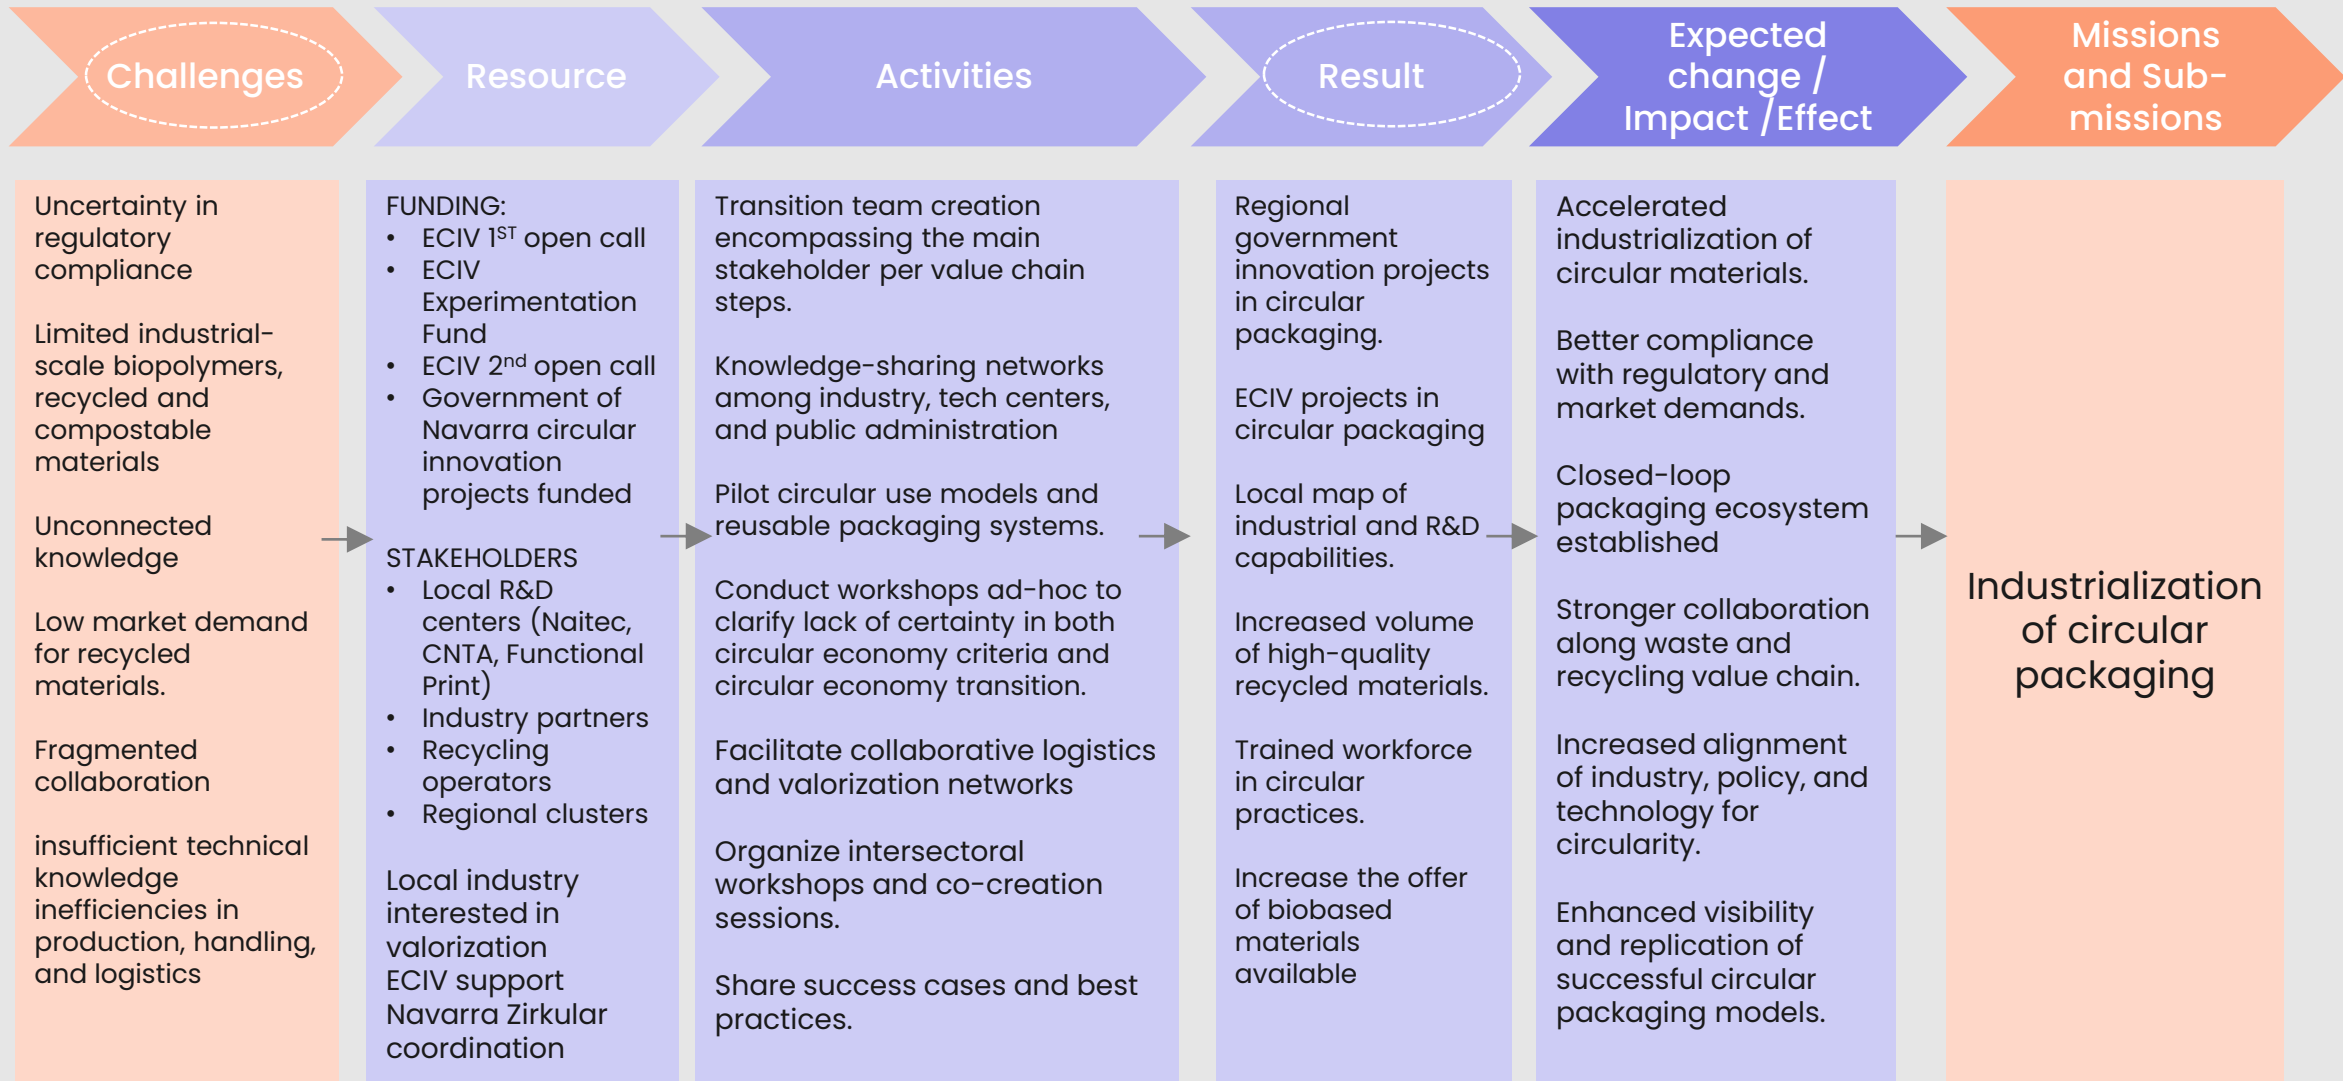 Challenges
Resource
Activities
Result
Expected
change /
Impact /Effect
Missions
and Sub-
missions
Uncertainty in
regulatory
compliance
Limited industrial-
scale biopolymers,
recycled and
compostable
materials
Unconnected
knowledge
Low market demand
for recycled
materials.
Fragmented
collaboration
insufficient technical
knowledge
inefficiencies in
production, handling,
and logistics
FUNDING:
• ECIV 1ST open call
• ECIV
Experimentation
Fund
• ECIV 2nd open call
• Government of
Navarra circular
innovation
projects funded
STAKEHOLDERS
• Local R&D
centers (Naitec,
CNTA, Functional
Print)
• Industry partners
• Recycling
operators
• Regional clusters
Local industry
interested in
valorization
ECIV support
Navarra Zirkular
coordination
Transition team creation
encompassing the main
stakeholder per value chain
steps.
Knowledge-sharing networks
among industry, tech centers,
and public administration
Pilot circular use models and
reusable packaging systems.
Conduct workshops ad-hoc to
clarify lack of certainty in both
circular economy criteria and
circular economy transition.
Facilitate collaborative logistics
and valorization networks
Organize intersectoral
workshops and co-creation
sessions.
Share success cases and best
practices.
Regional
government
innovation projects
in circular
packaging.
ECIV projects in
circular packaging
Local map of
industrial and R&D
capabilities.
Increased volume
of high-quality
recycled materials.
Trained workforce
in circular
practices.
Increase the offer
of biobased
materials
available
Accelerated
industrialization of
circular materials.
Better compliance
with regulatory and
market demands.
Closed-loop
packaging ecosystem
established
Stronger collaboration
along waste and
recycling value chain.
Increased alignment
of industry, policy, and
technology for
circularity.
Enhanced visibility
and replication of
successful circular
packaging models.
Industrialization
of circular
packaging